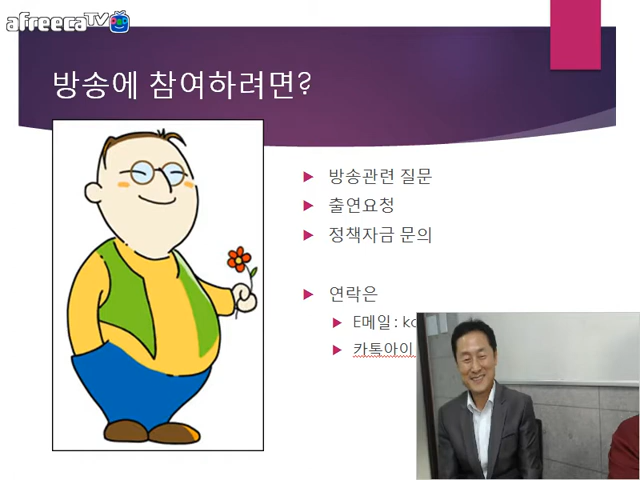 afreecaTV
방송에 참여하려면?
방송관련 질문
출연요청
정책자금 문의
연락은
E메일 : kc
카톡아이